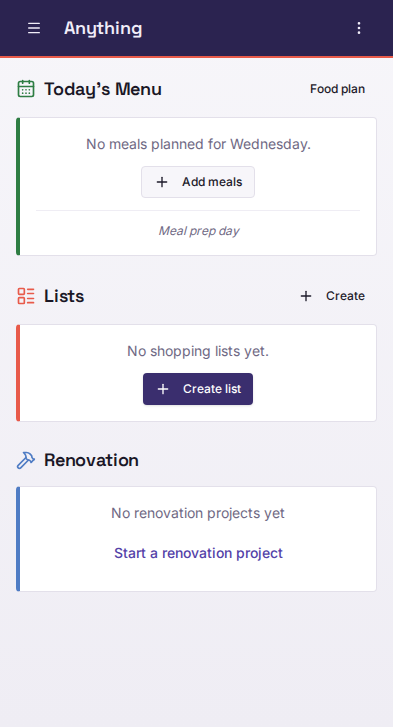 Anything
Today's Menu
Food plan
No meals planned for Wednesday.
Add meals
Meal prep day
Lists
Create
No shopping lists yet.
Create list
Renovation
No renovation projects yet
Start a renovation project